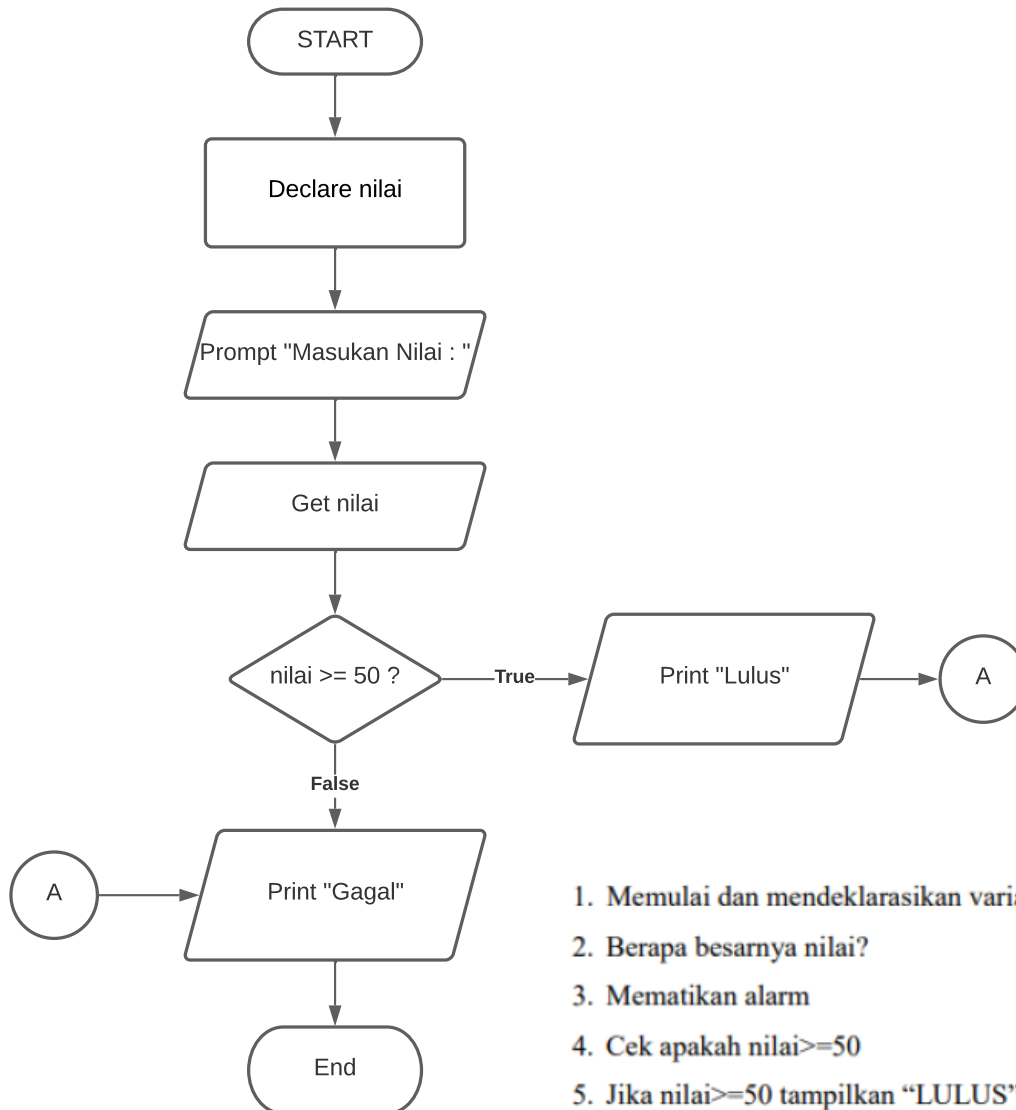 START
Declare nilai
Prompt "Masukan Nilai : "
Get nilai
nilai >= 50 ?
True
Print "Lulus"
A
False
A
Print "Gagal"
End
1. Memulai dan mendeklarasikan
2. Berapa besarnya nilai?
3. Mematikan alarm
4. Cek apakah nilai>=50
5. Jika nilai>=50 tampilkan “LULUS”